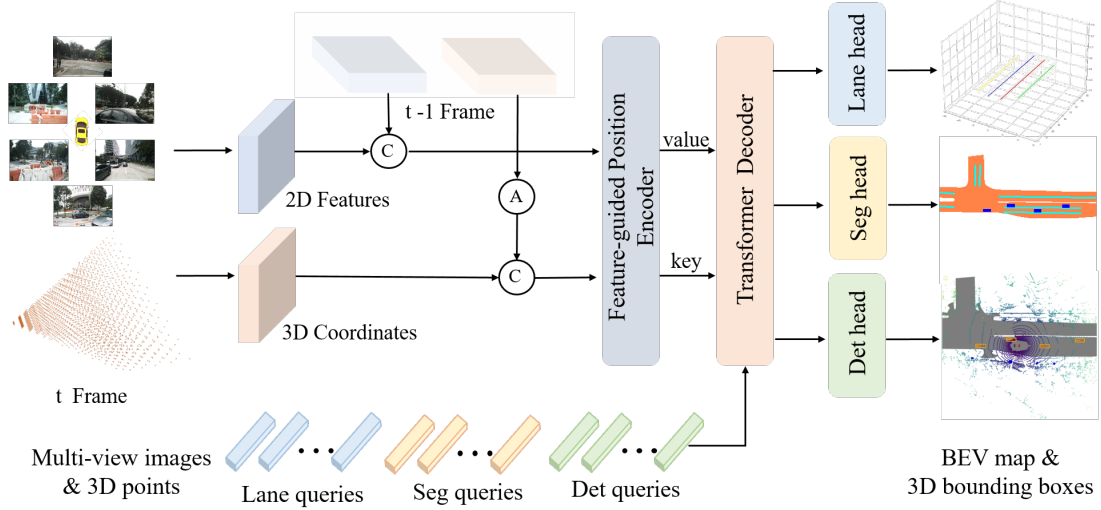 t -1 Frame
C
A
C
2D Features
3D Coordinates
t Frame
Multi-view images
& 3D points
Feature-guided Position
Encoder
value
key
Transformer Decoder
Lane head
Seg head
Det head
Lane queries
Seg queries
Det queries
BEV map &
3D bounding boxes